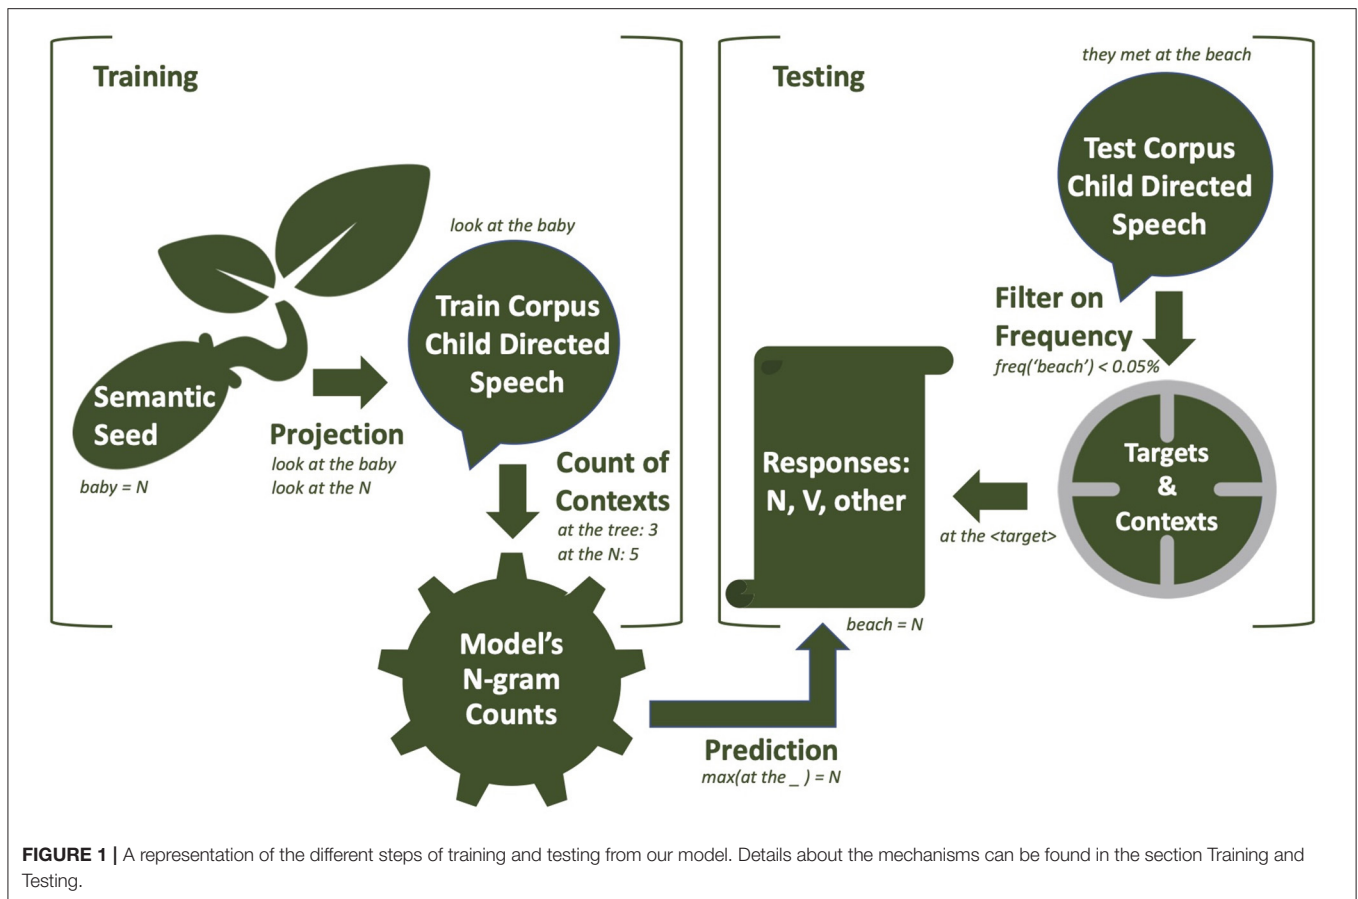 Training
look at the baby
Train Corpus
Child Directed
Speech
Semantic
Seed
baby = N
Projection
look at the baby
look at the N
Count of
Contexts
at the tree: 3
at the N: 5
Model’s
N-gram
Counts
Prediction
max(at the _ ) = N
Testing
they met at the beach
Test Corpus
Child Directed
Speech
Filter on
Frequency
freq(‘beach’) < 0.05%
Targets
&
Contexts
at the <target>
Responses:
N, V, other
beach = N
FIGURE 1 | A representation of the different steps of training and testing from our model. Details about the mechanisms can be found in the section Training and
Testing.